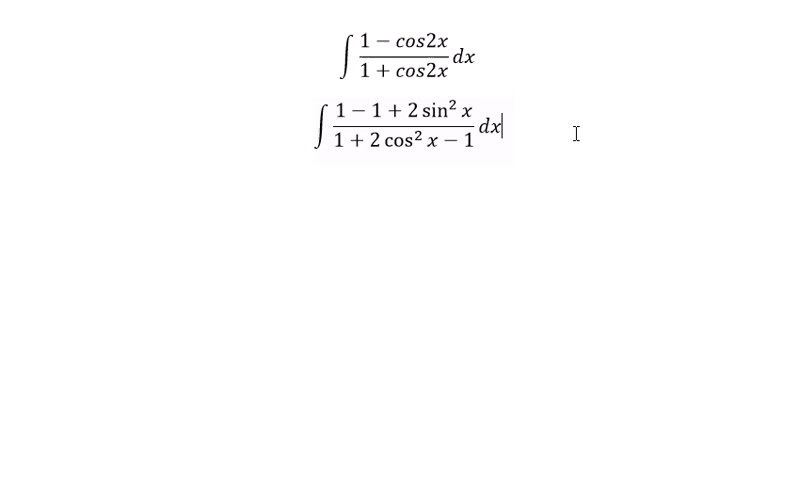 ∫ (1 − cos2x)/(1 + cos2x) dx
∫ (1 − 1 + 2 sin² x)/(1 + 2 cos² x − 1) dx